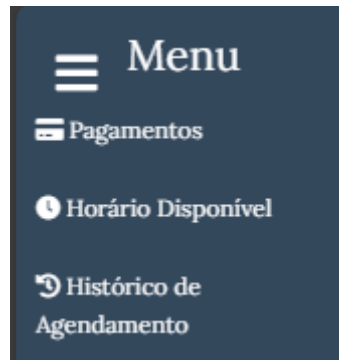 Menu
Pagamentos
Horário Disponível
Histórico de
Agendamento